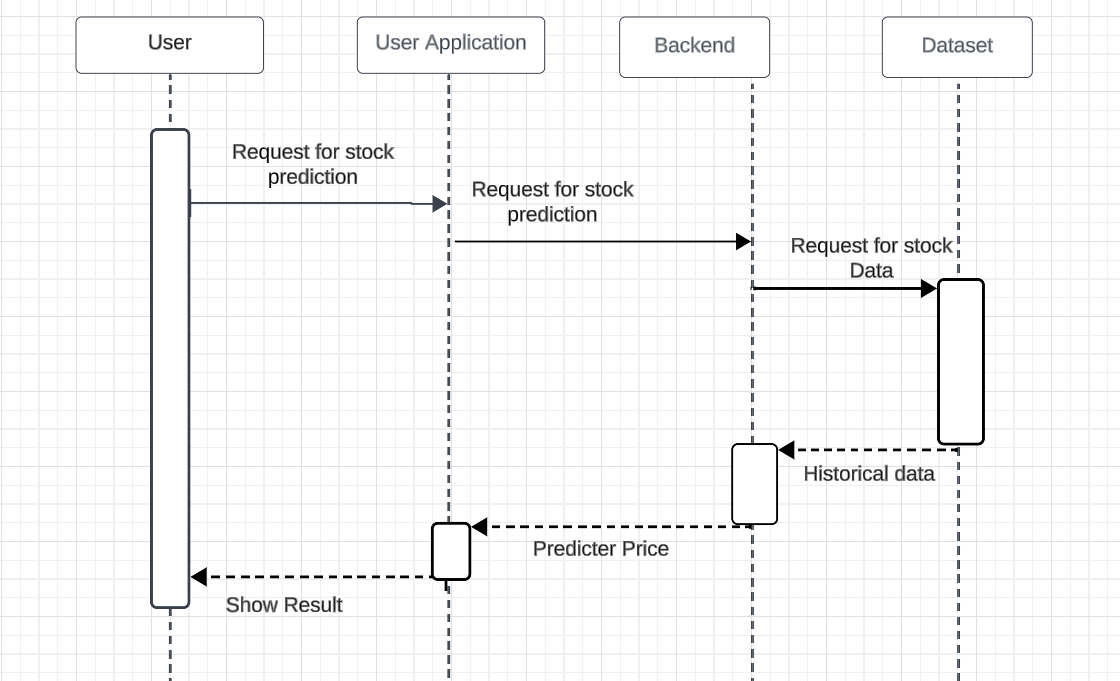 User
User Application
Backend
Dataset
Request for stock
prediction
Request for stock
prediction
Request for stock
Data
Historical data
Predicter Price
Show Result